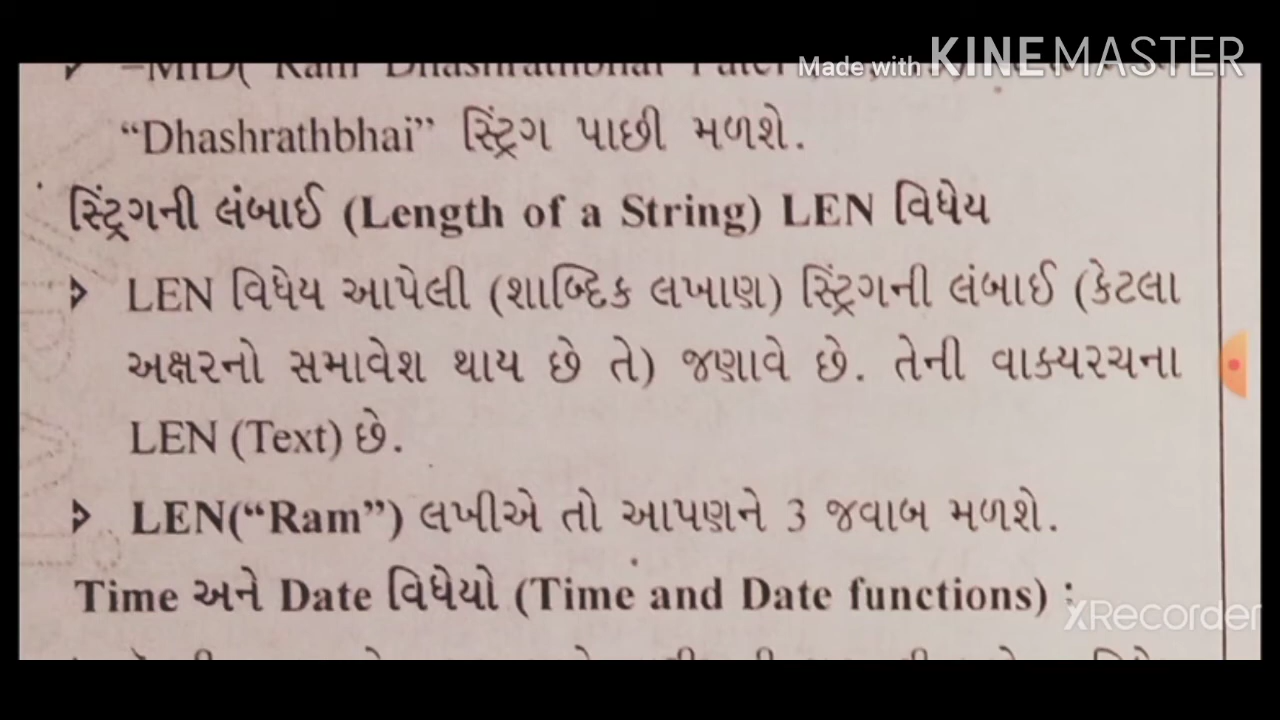 Made with KINEMASTER
"Dhashrathbhai" સ્ટ્રિંગ પાછી મળશે.
સ્ટ્રિંગની લંબાઈ (Length of a String) LEN વિધેય
LEN વિધેય આપેલી (શાબ્દિક લખાણ) સ્ટ્રિંગની લંબાઈ (કેટલા
અક્ષરનો સમાવેશ થાય છે તે) જણાવે છે. તેની વાક્યરચના
LEN (Text) છે.
LEN("Ram") લખીએ તો આપણને 3 જવાબ મળશે.
Time અને Date વિધેયો (Time and Date functions) :
XRecorder